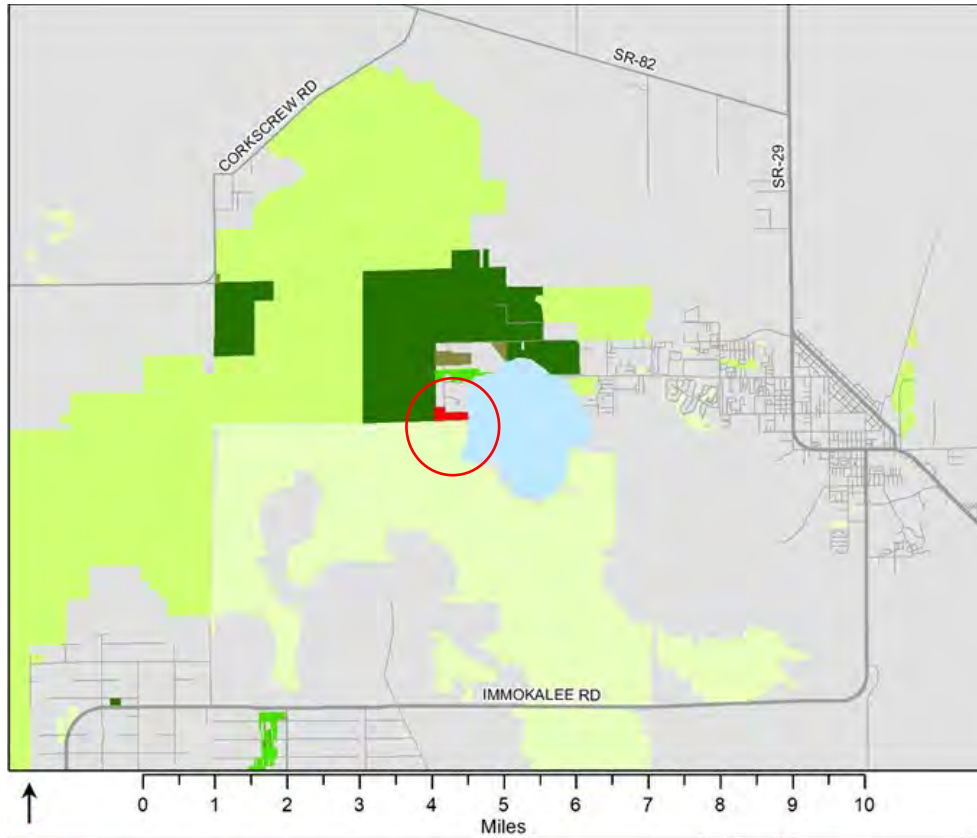 SR-82
CORKSCREW RD
SR-29
IMMOKALEE RD
0 1 2 3 4 5 6 7 8 9 10
Miles